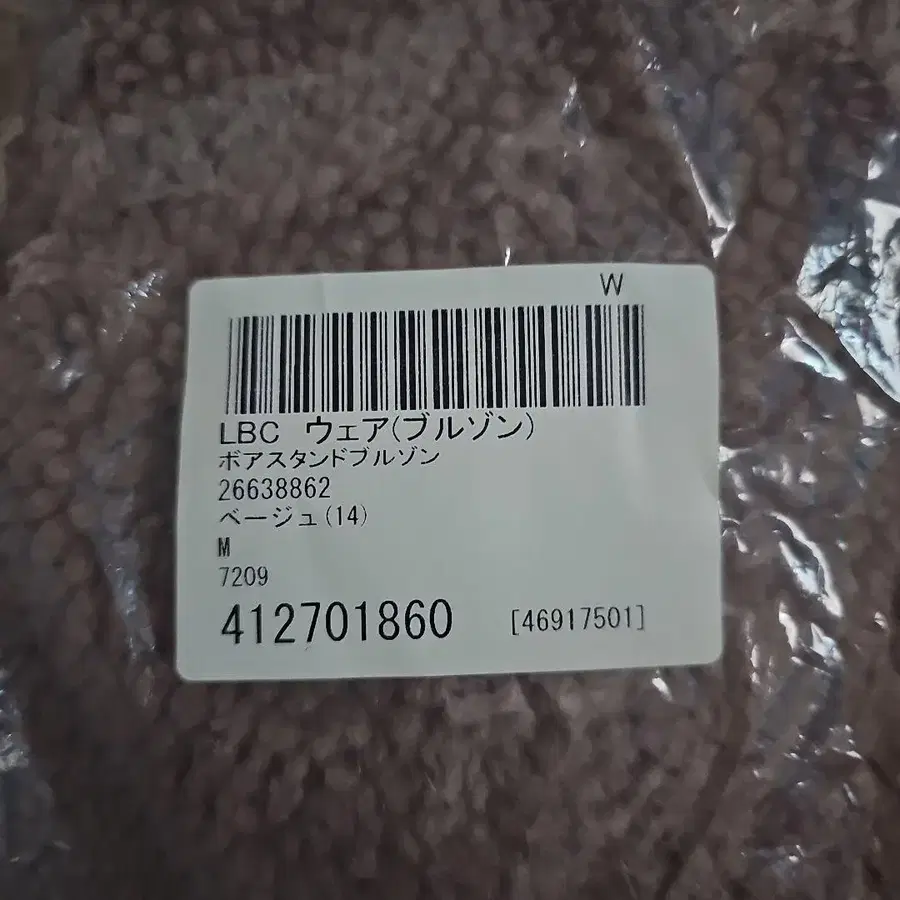 W
LBC ウェア(ブルゾン)
ボアスタンドブルゾン
26638862
ベージュ(14)
M
7209
412701860 [46917501]